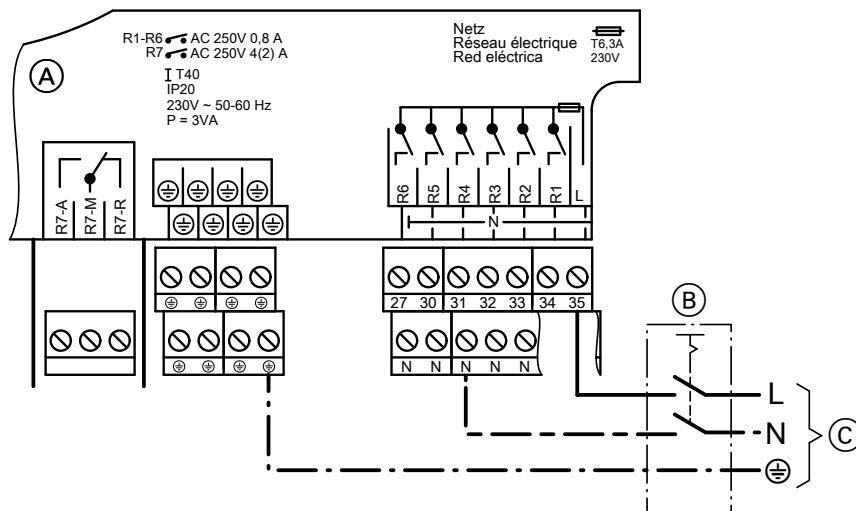 R1-R6 AC 250V 0,8 A
R7 AC 250V 4(2) A
T40
IP20
230V ~ 50-60 Hz
P = 3VA
Netz
Réseau électrique
Red eléctrica
T6,3A
230V
A
R7-A
R7-M
R7-R
R6
R5
R4
R3
R2
R1
L
N
27 30 31 32 33 34 35
N N N N N
B
L
N
C